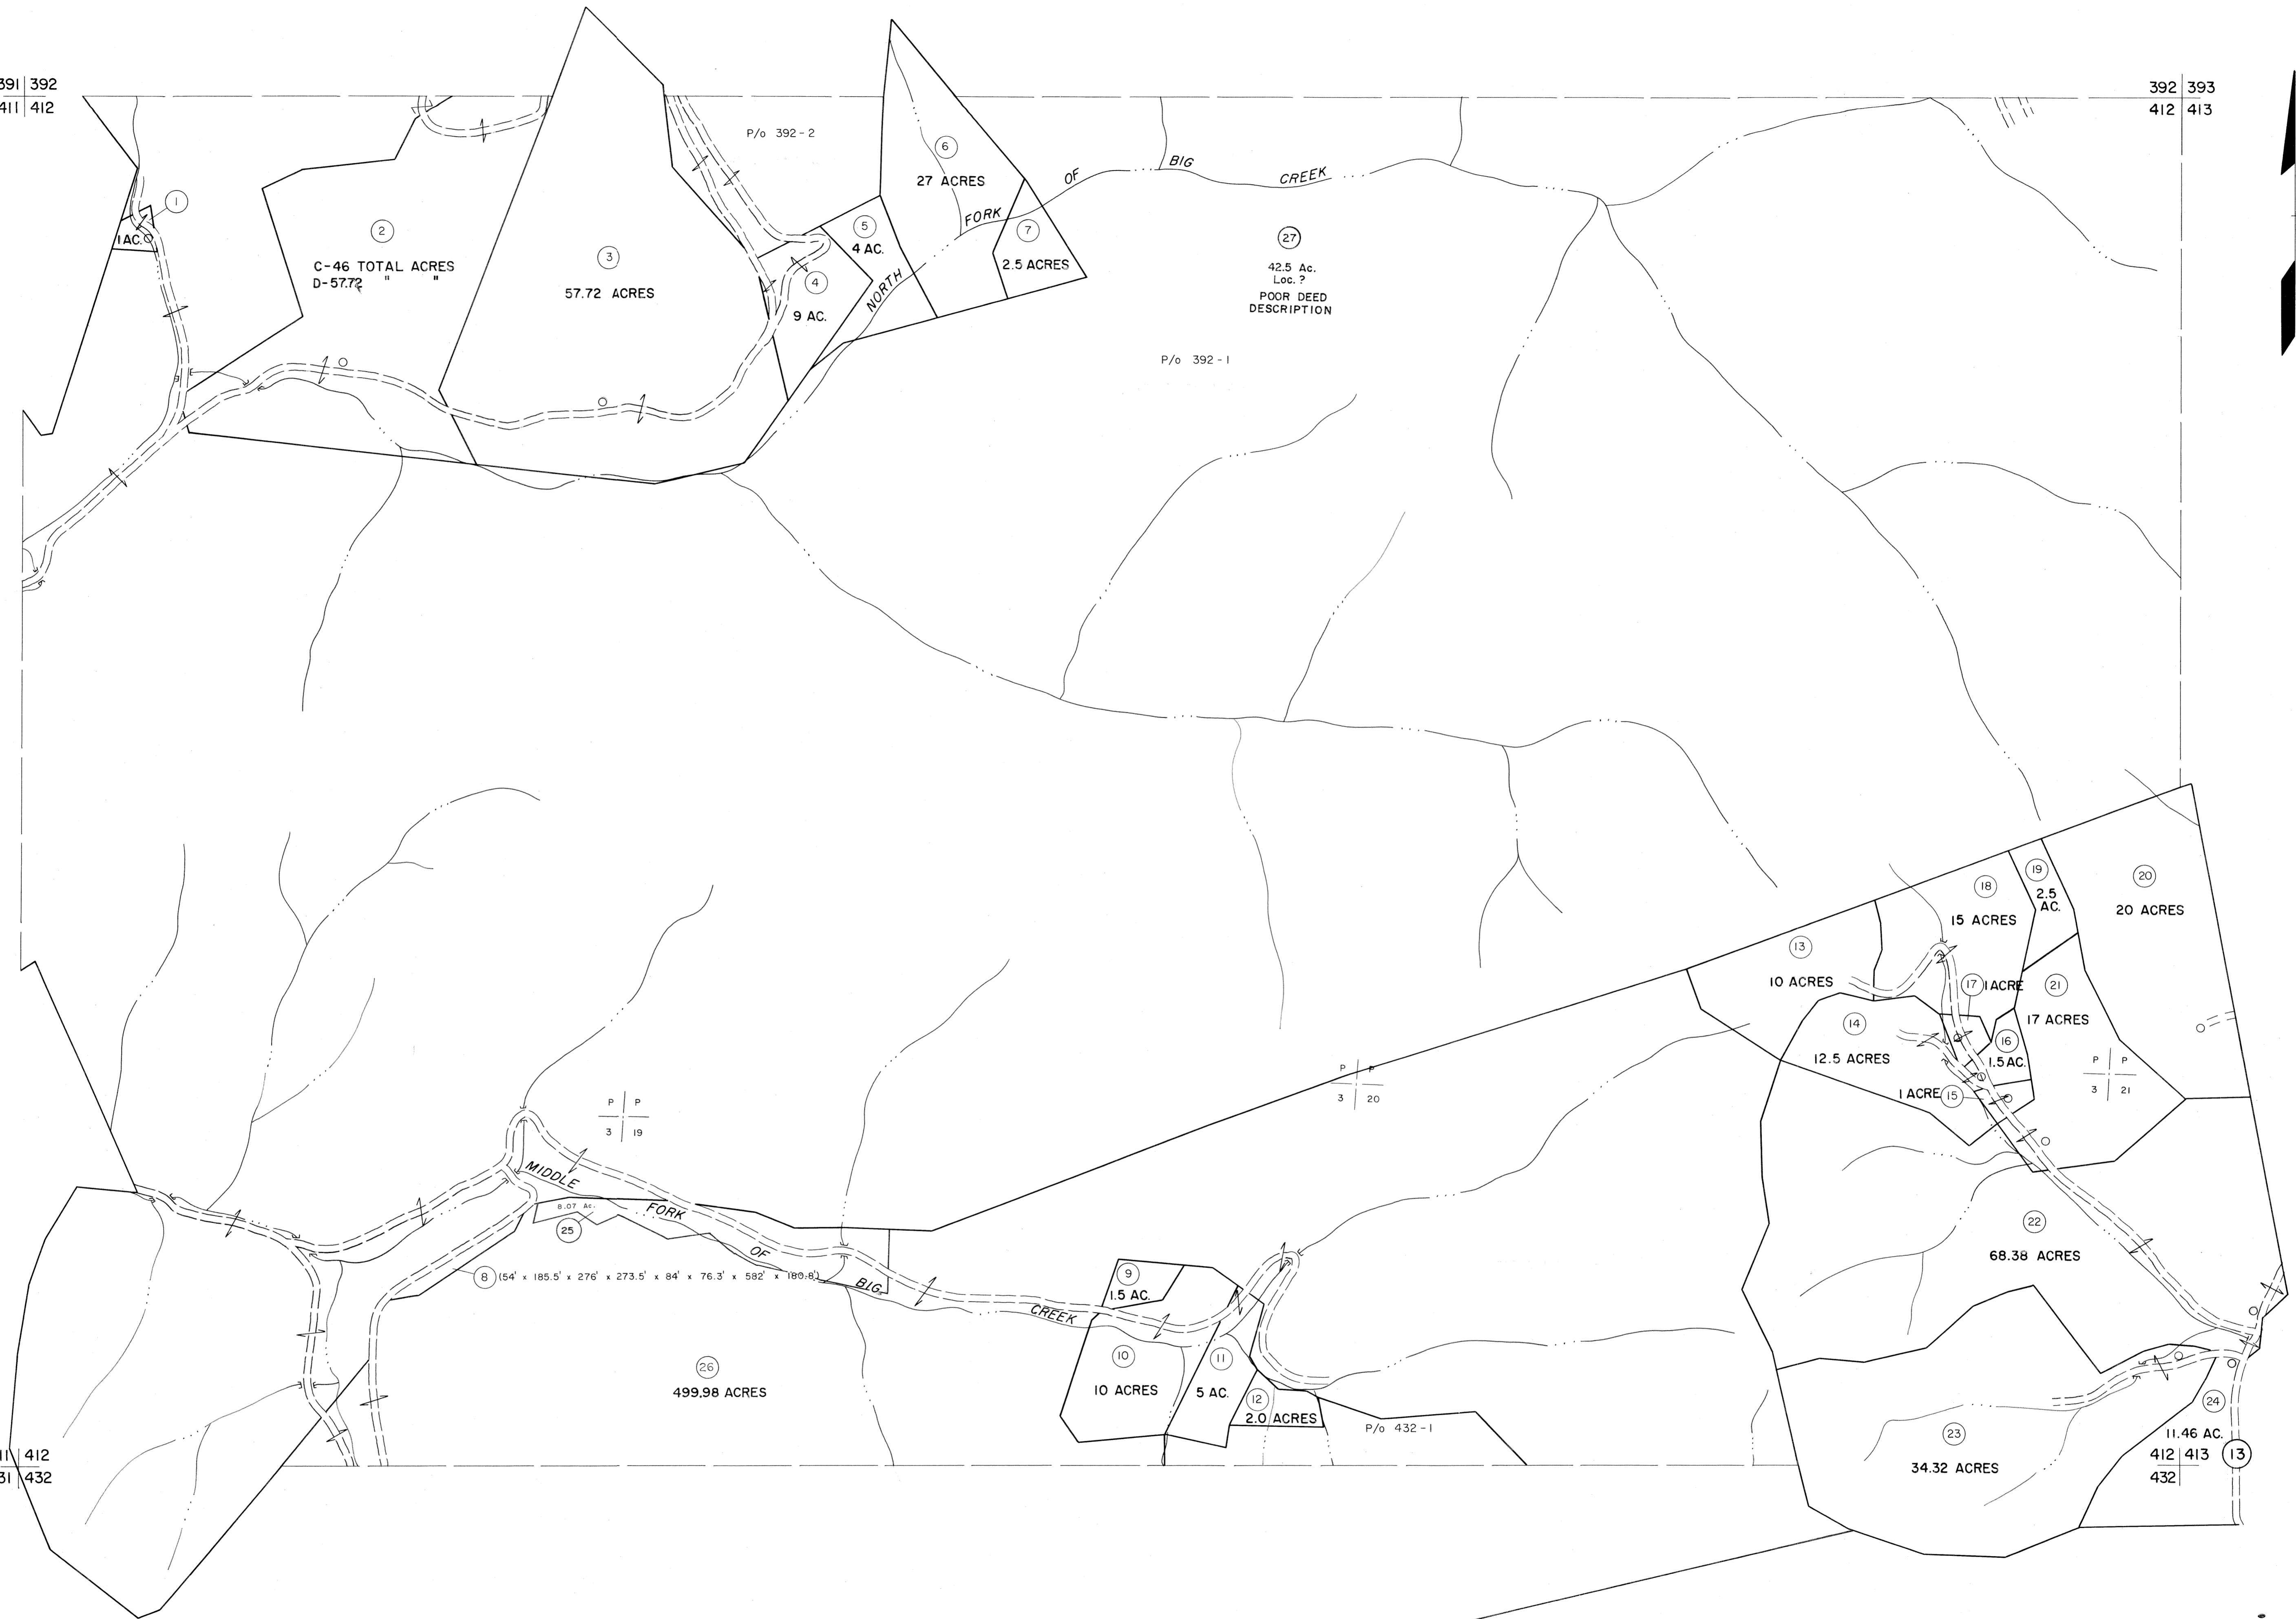 391 392
411 412
392 393
412 413
P/o 392-2
1
1 AC.
2
C-46 TOTAL ACRES
D-57.72 " "
3
57.72 ACRES
4
9 AC.
5
4 AC.
6
27 ACRES
7
2.5 ACRES
NORTH FORK OF BIG CREEK
27
42.5 Ac.
Loc. ?
POOR DEED
DESCRIPTION
P/o 392-1
13
10 ACRES
18
15 ACRES
19
2.5
AC.
20
20 ACRES
17 1 ACRE
21
17 ACRES
14
12.5 ACRES
16
1.5 AC.
1 ACRE 15
P P
3 21
P P
3 20
P P
3 19
MIDDLE FORK OF BIG CREEK
8.07 Ac.
25
8 (54' x 185.5' x 276' x 273.5' x 84' x 76.3' x 582' x 180.8')
22
68.38 ACRES
9
1.5 AC.
10
10 ACRES
11
5 AC.
12
2.0 ACRES
26
499.98 ACRES
P/o 432-1
23
34.32 ACRES
24
11.46 AC.
412 413
432
13
11 412
31 432